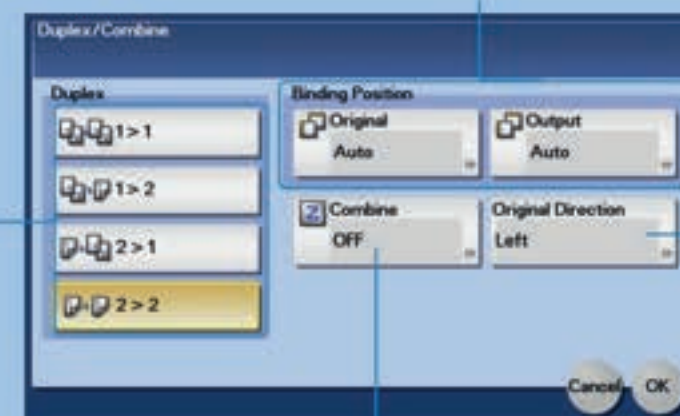 Duplex/Combine
Duplex
1 > 1
1 > 2
2 > 1
2 > 2
Binding Position
Original
Auto
Output
Auto
Combine
OFF
Original Direction
Left
Cancel
OK